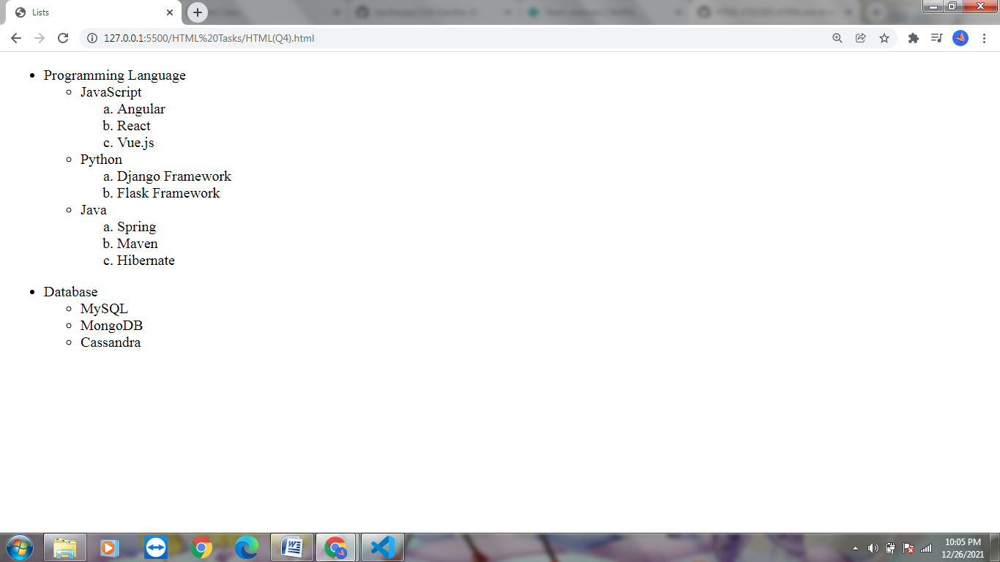 Lists
127.0.0.1:5500/HTML%20Tasks/HTML(Q4).html
• Programming Language
○ JavaScript
a. Angular
b. React
c. Vue.js
○ Python
a. Django Framework
b. Flask Framework
○ Java
a. Spring
b. Maven
c. Hibernate
• Database
○ MySQL
○ MongoDB
○ Cassandra
10:05 PM
12/26/2021